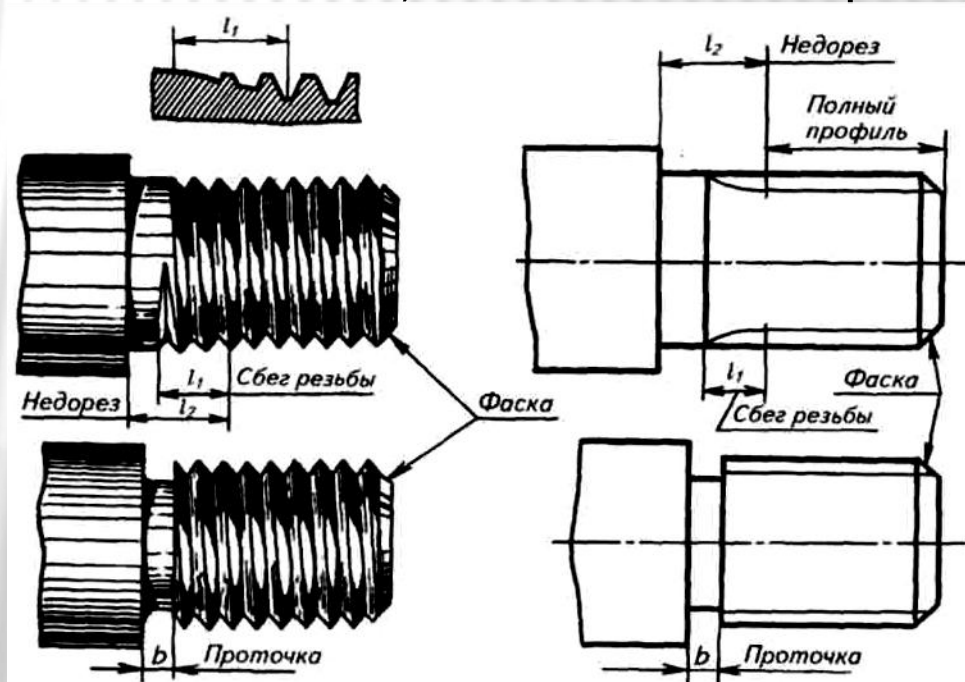 l₁
l₂
Недорез
Полный
профиль
l₁
Сбег резьбы
Недорез
l₂
Фаска
l₁
Сбег резьбы
Фаска
b
Проточка
b
Проточка